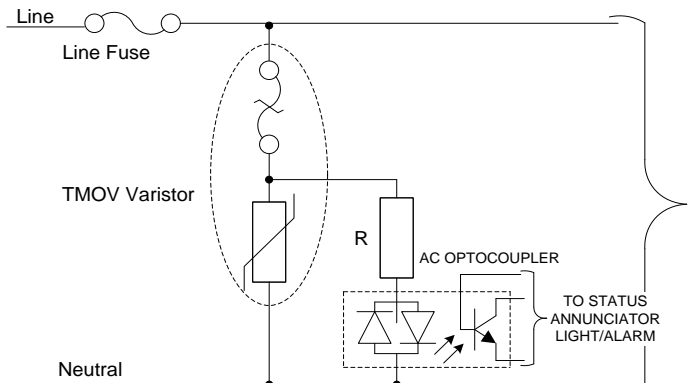 Line
Line Fuse
TMOV Varistor
R
AC OPTOCOUPLER
TO STATUS
ANNUNCIATOR
LIGHT/ALARM
Neutral